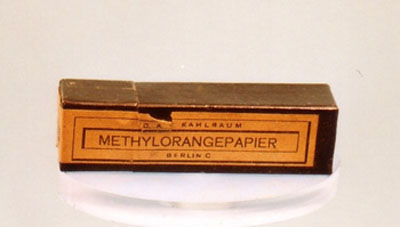 C. A. F. KAHLBAUM
METHYLORANGEPAPIER
BERLIN C